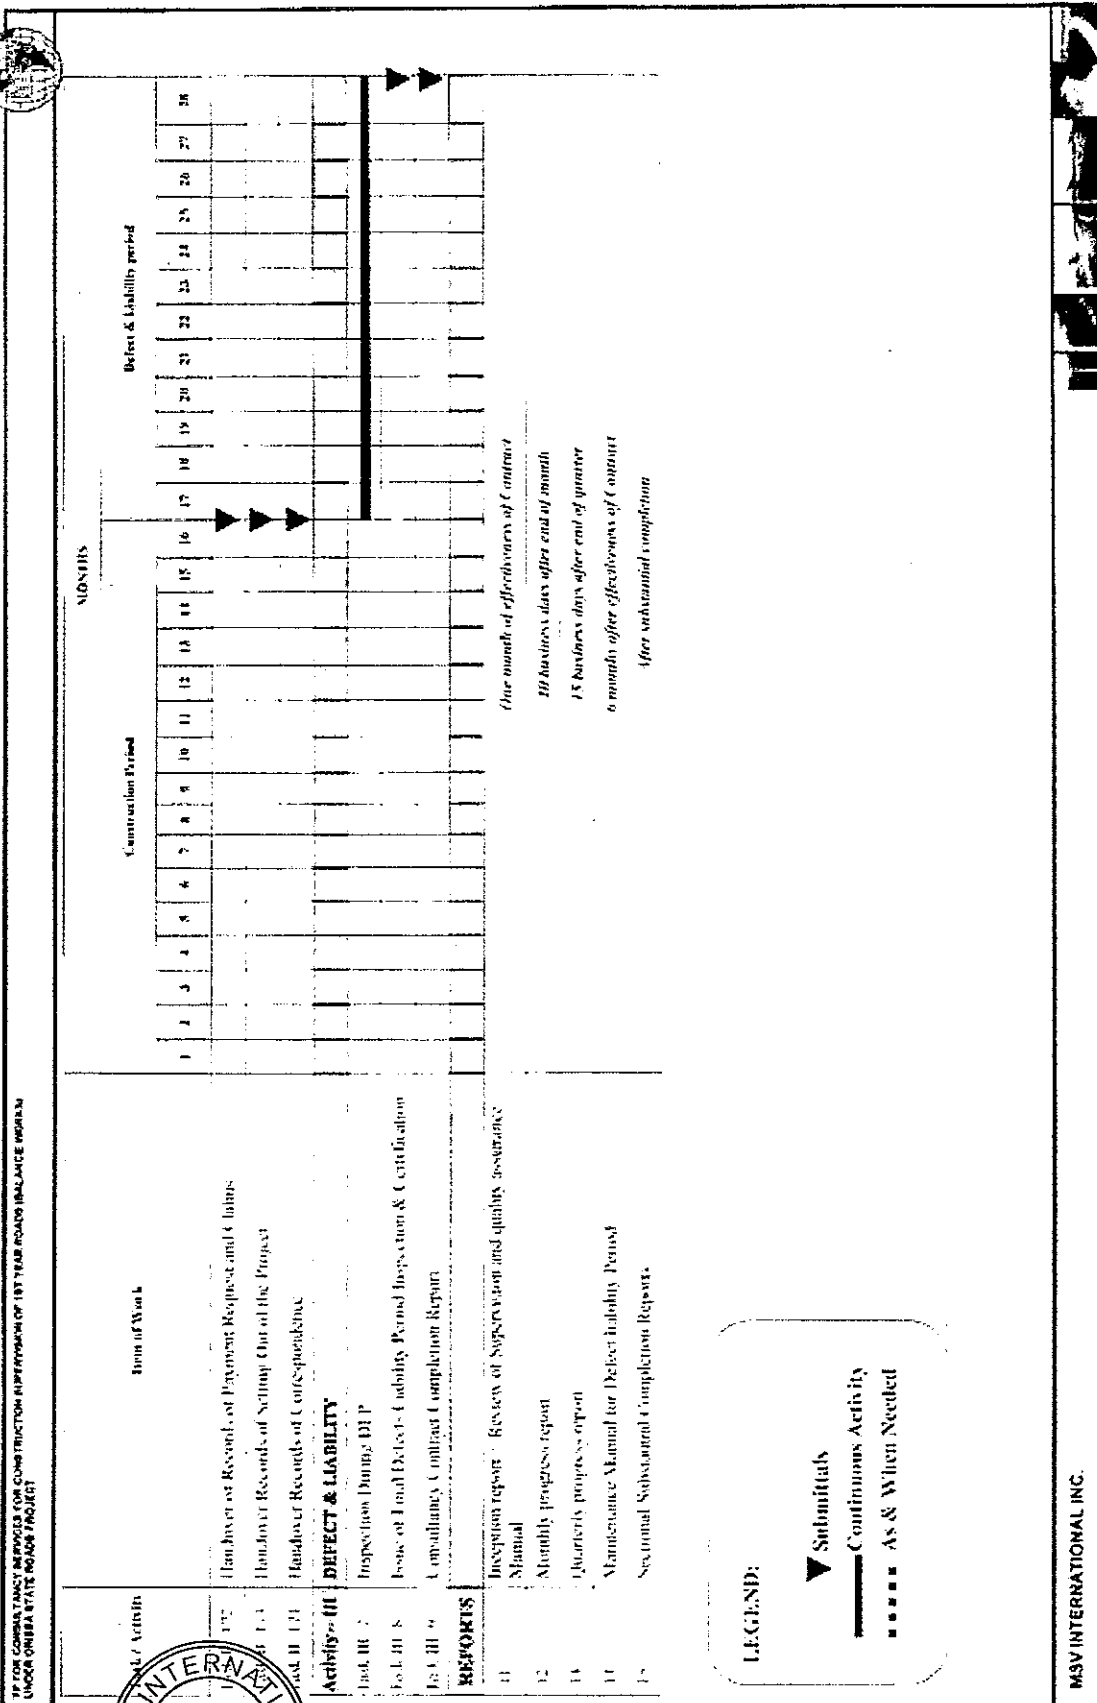 TP FOR CONSULTANCY SERVICES FOR CONSTRUCTION SUPERVISION OF 1ST YEAR ROADS (BALANCE WORKS)
UNDER ORISSA STATE ROADS PROJECT
Activity
Item of Work
MONTHS
Construction Period
Defect & Liability period
1 2 3 4 5 6 7 8 9 10 11 12 13 14 15 16 17 18 19 20 21 22 23 24 25 26 27 28
Handover of Records of Payment Request and Claims
Handover Records of Setting Out of the Project
Handover Records of Correspondence
Activity- III DEFECT & LIABILITY
Inspection During DLP
Issue of Final Defects Liability Period Inspection & Certification
Consultancy Contract Completion Report
REPORTS
Inception report Review of Supervision and quality assurance
Manual
One month of effectiveness of Contract
Monthly progress report
10 business days after end of month
Quarterly progress report
15 business days after end of quarter
Maintenance Manual for Defect liability Period
6 months after effectiveness of Contract
Sectional Substantial Completion Reports
After substantial completion
LEGEND:
Submittals
Continuous Activity
As & When Needed
MSV INTERNATIONAL INC.